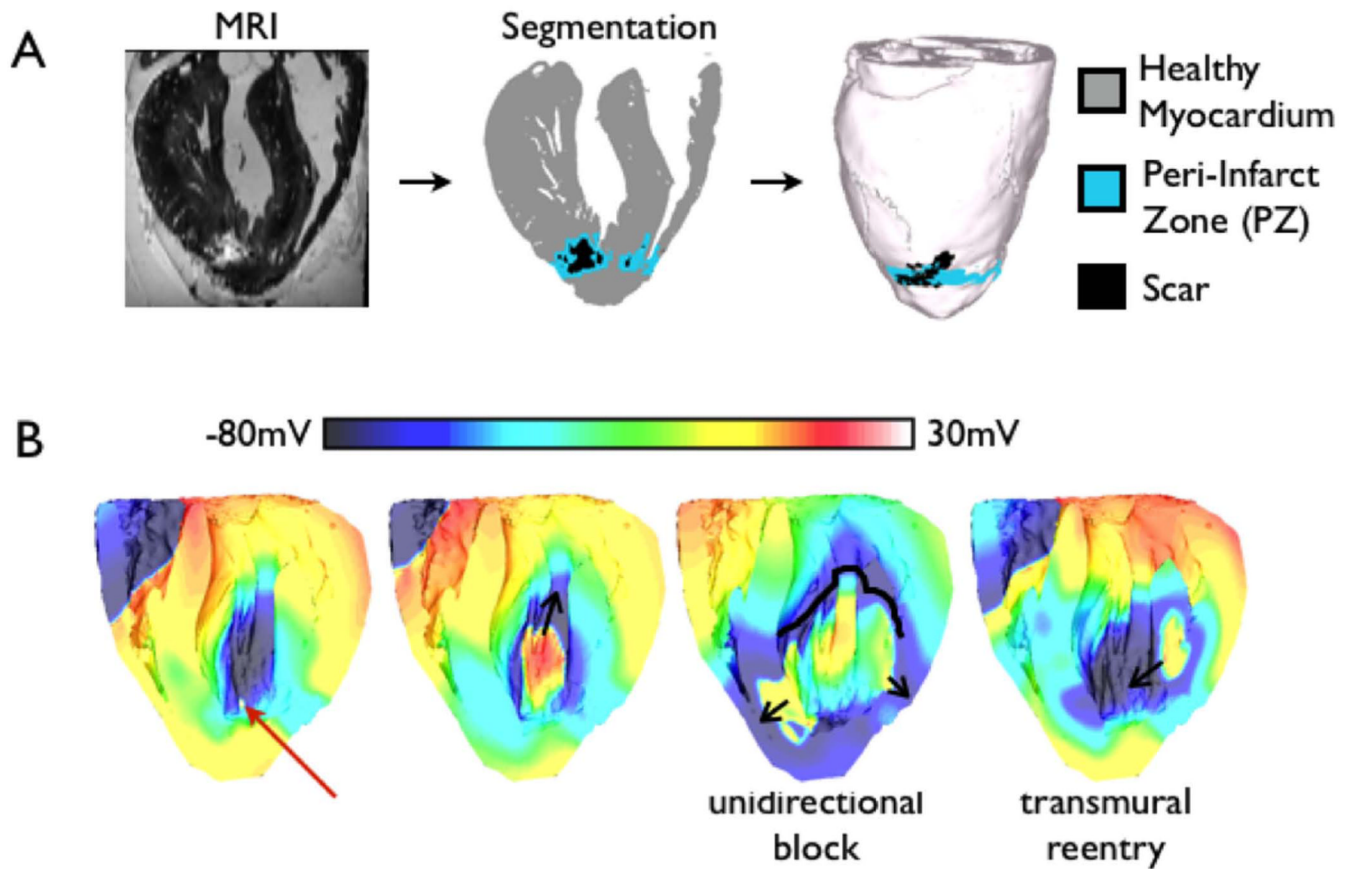 A
MRI
Segmentation
Healthy
Myocardium
Peri-Infarct
Zone (PZ)
Scar
B
-80mV
30mV
unidirectional
block
transmural
reentry